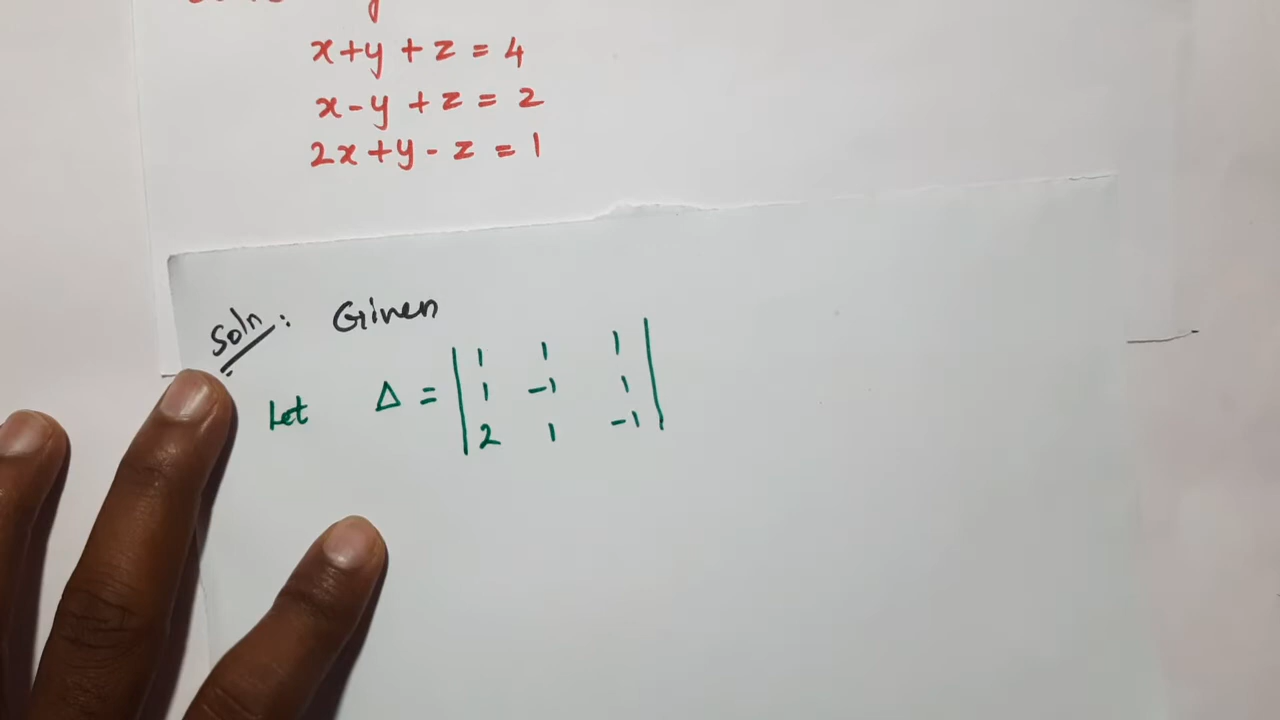 x+y+z=4
x-y+z=2
2x+y-z=1
Soln: Given
Let Δ = | 1 1 1 |
| 1 -1 1 |
| 2 1 -1 |